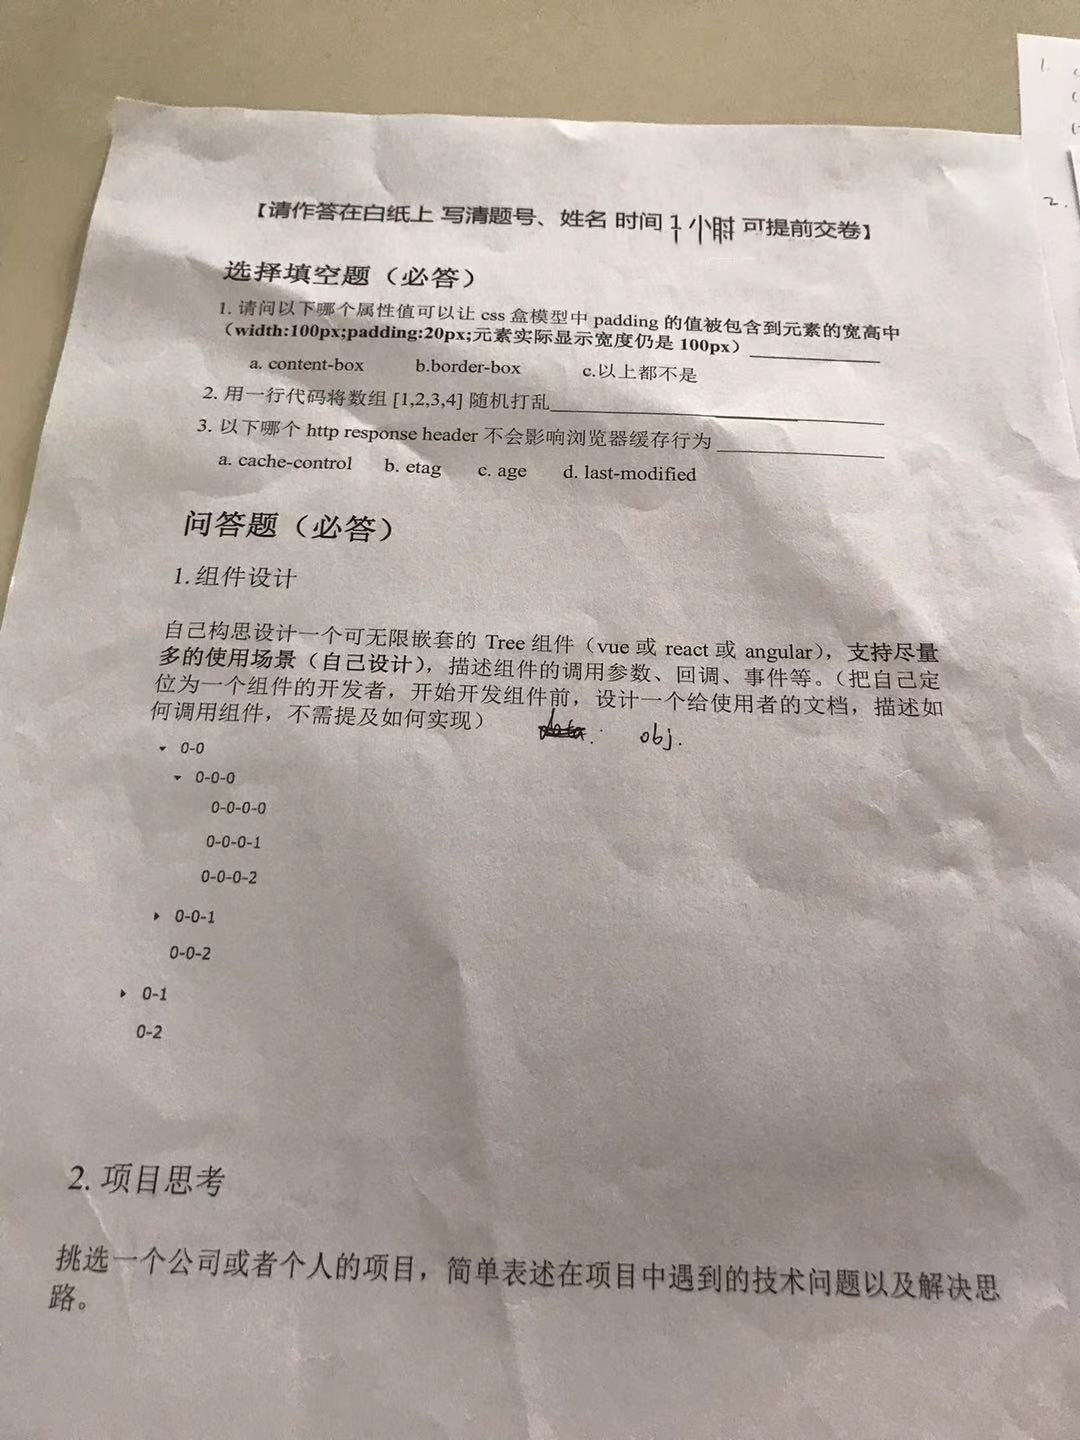 【请作答在白纸上 写清题号、姓名 时间 1 小时 可提前交卷】
选择填空题（必答）
1. 请问以下哪个属性值可以让 css 盒模型中 padding 的值被包含到元素的宽高中
（width:100px;padding:20px;元素实际显示宽度仍是 100px）
a. content-box b.border-box c.以上都不是
2. 用一行代码将数组 [1,2,3,4] 随机打乱
3. 以下哪个 http response header 不会影响浏览器缓存行为
a. cache-control b. etag c. age d. last-modified
问答题（必答）
1. 组件设计
自己构思设计一个可无限嵌套的 Tree 组件（vue 或 react 或 angular），支持尽量
多的使用场景（自己设计），描述组件的调用参数、回调、事件等。（把自己定
位为一个组件的开发者，开始开发组件前，设计一个给使用者的文档，描述如
何调用组件，不需提及如何实现）
obj.
0-0
0-0-0
0-0-0-0
0-0-0-1
0-0-0-2
0-0-1
0-0-2
0-1
0-2
2. 项目思考
挑选一个公司或者个人的项目，简单表述在项目中遇到的技术问题以及解决思
路。
1.
2.